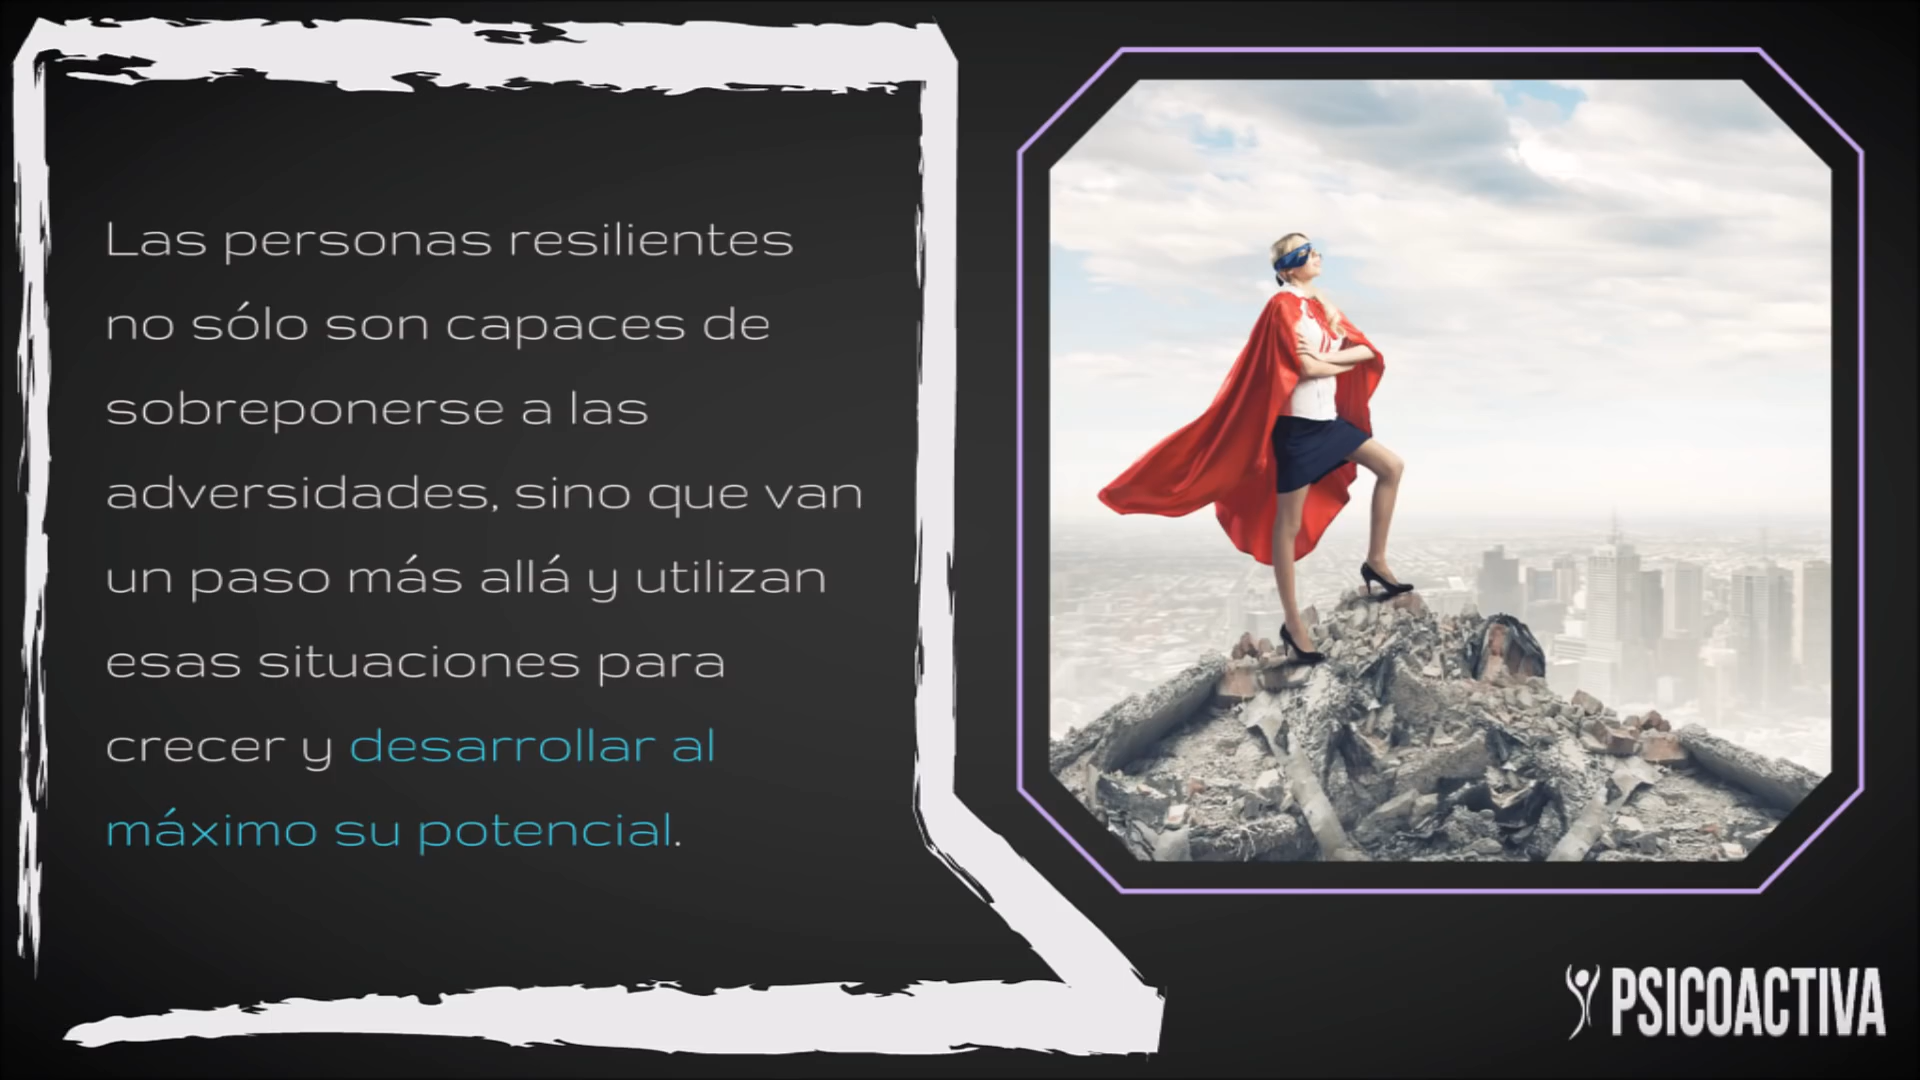 Las personas resilientes
no sólo son capaces de
sobreponerse a las
adversidades, sino que van
un paso más allá y utilizan
esas situaciones para
crecer y desarrollar al
máximo su potencial.
PSICOACTIVA